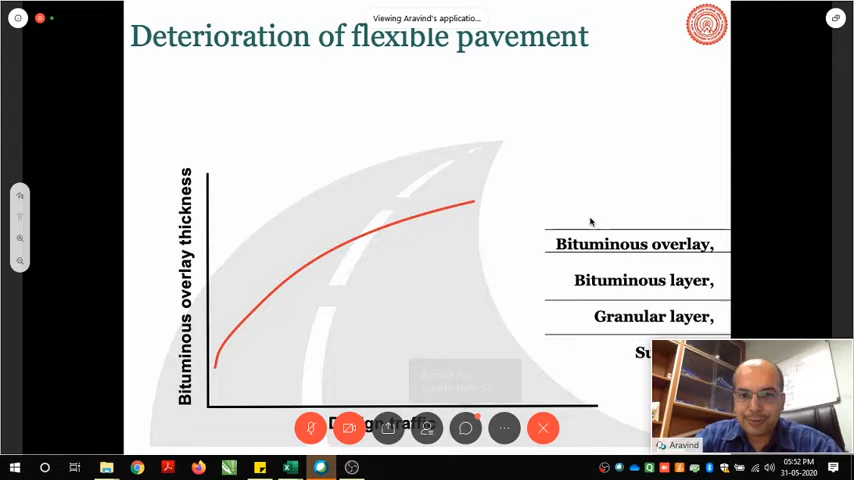 Viewing Aravind's applicatio...
Deterioration of flexible pavement
Bituminous overlay thickness
Bituminous overlay,
Bituminous layer,
Granular layer,
Aravind
05:52 PM
31-05-2020